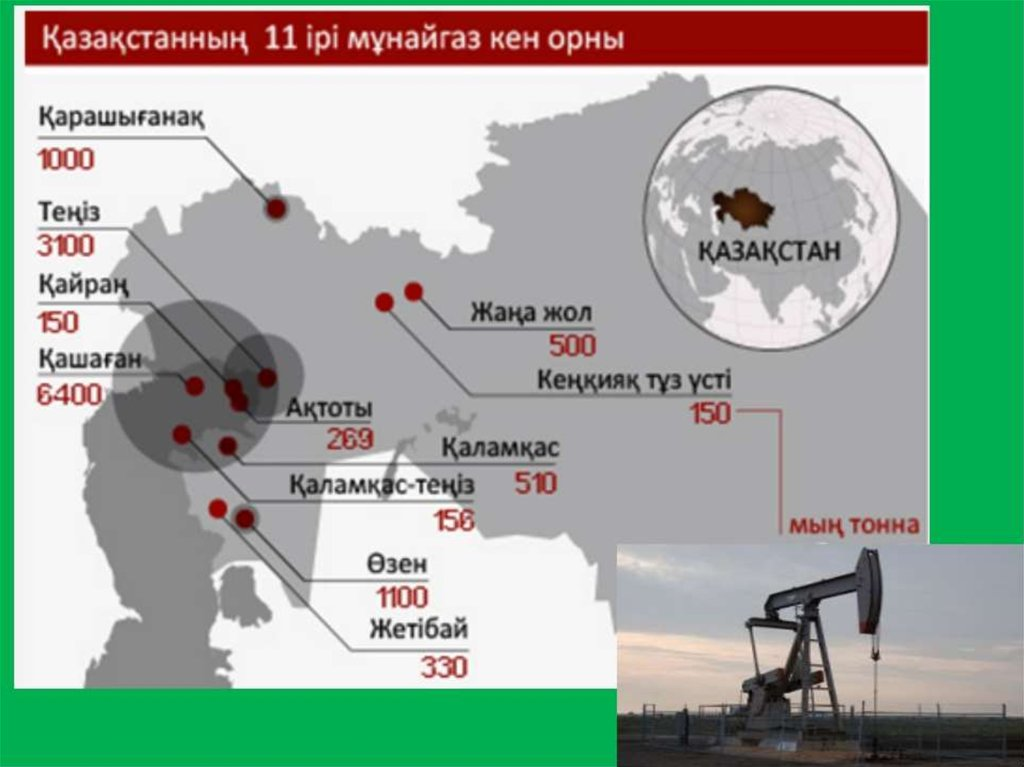 Қазақстанның 11 ірі мұнайгаз кен орны
Қарашығанақ
1000
Теңіз
3100
Қайраң
150
Қашаған
6400
ҚАЗАҚСТАН
Жаңа жол
500
Кеңқияқ тұз үсті
150
Ақтоты
269
Қаламқас
510
Қаламқас-теңіз
156
мың тонна
Өзен
1100
Жетібай
330